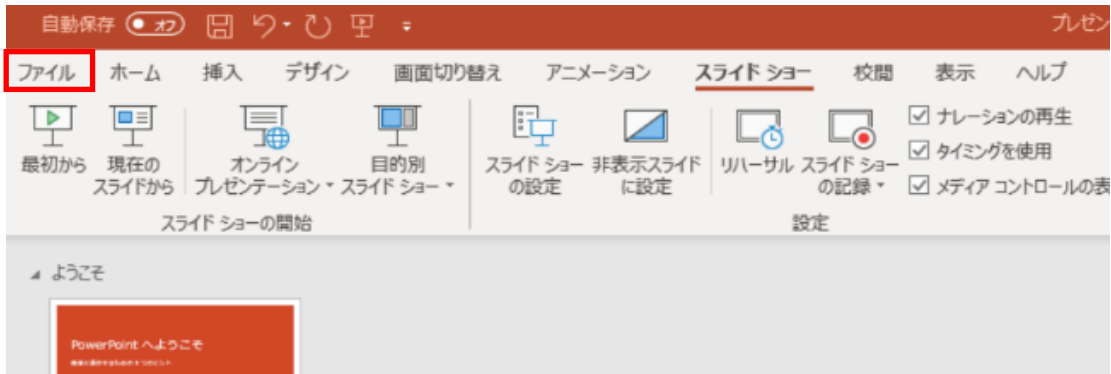 自動保存 オフ プレゼン
ファイル ホーム 挿入 デザイン 画面切り替え アニメーション スライド ショー 校閲 表示 ヘルプ
最初から 現在の
スライドから オンライン
プレゼンテーション 目的別
スライド ショー スライド ショー
の設定 非表示スライド
に設定 リハーサル スライド ショー
の記録 ナレーションの再生
タイミングを使用
メディア コントロールの表
スライド ショーの開始 設定
ようこそ
PowerPoint へようこそ